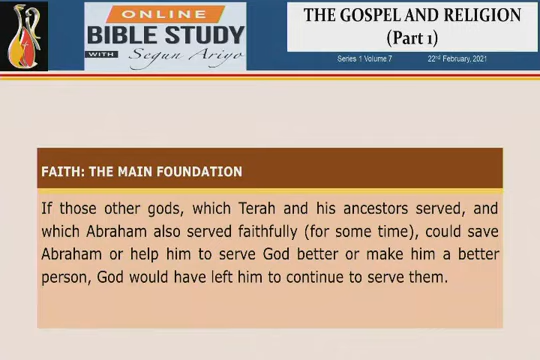 ONLINE
BIBLE STUDY
WITH Segun Ariyo
THE GOSPEL AND RELIGION
(Part 1)
Series 1 Volume 7 22nd February, 2021
FAITH: THE MAIN FOUNDATION
If those other gods, which Terah and his ancestors served, and
which Abraham also served faithfully (for some time), could save
Abraham or help him to serve God better or make him a better
person, God would have left him to continue to serve them.